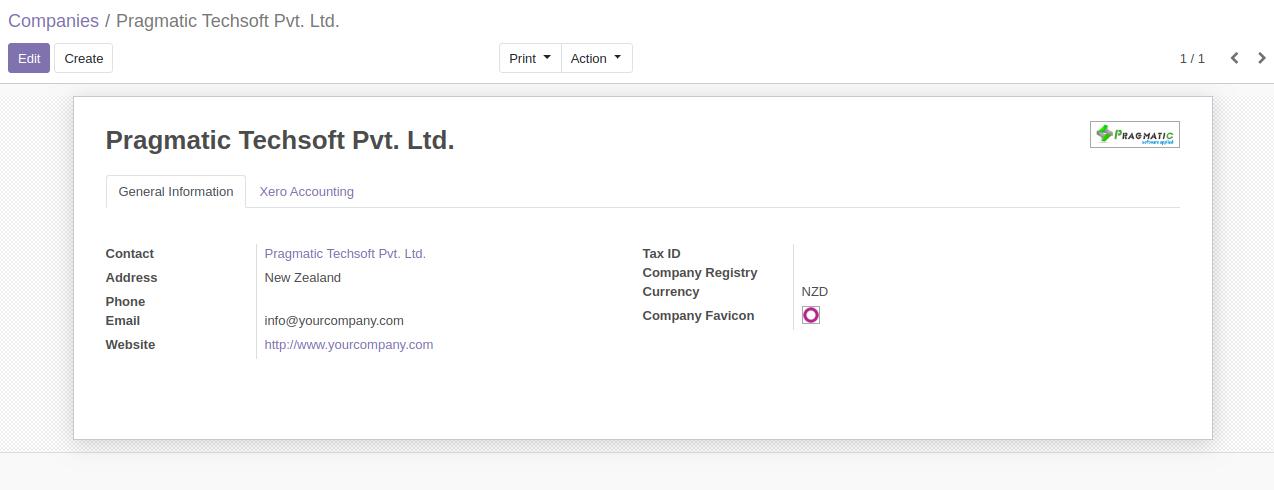 Companies / Pragmatic Techsoft Pvt. Ltd.
Edit Create Print Action 1 / 1
Pragmatic Techsoft Pvt. Ltd.
PRAGMATIC
software applied
General Information Xero Accounting
Contact Pragmatic Techsoft Pvt. Ltd.
Address New Zealand
Phone
Email info@yourcompany.com
Website http://www.yourcompany.com
Tax ID
Company Registry
Currency NZD
Company Favicon